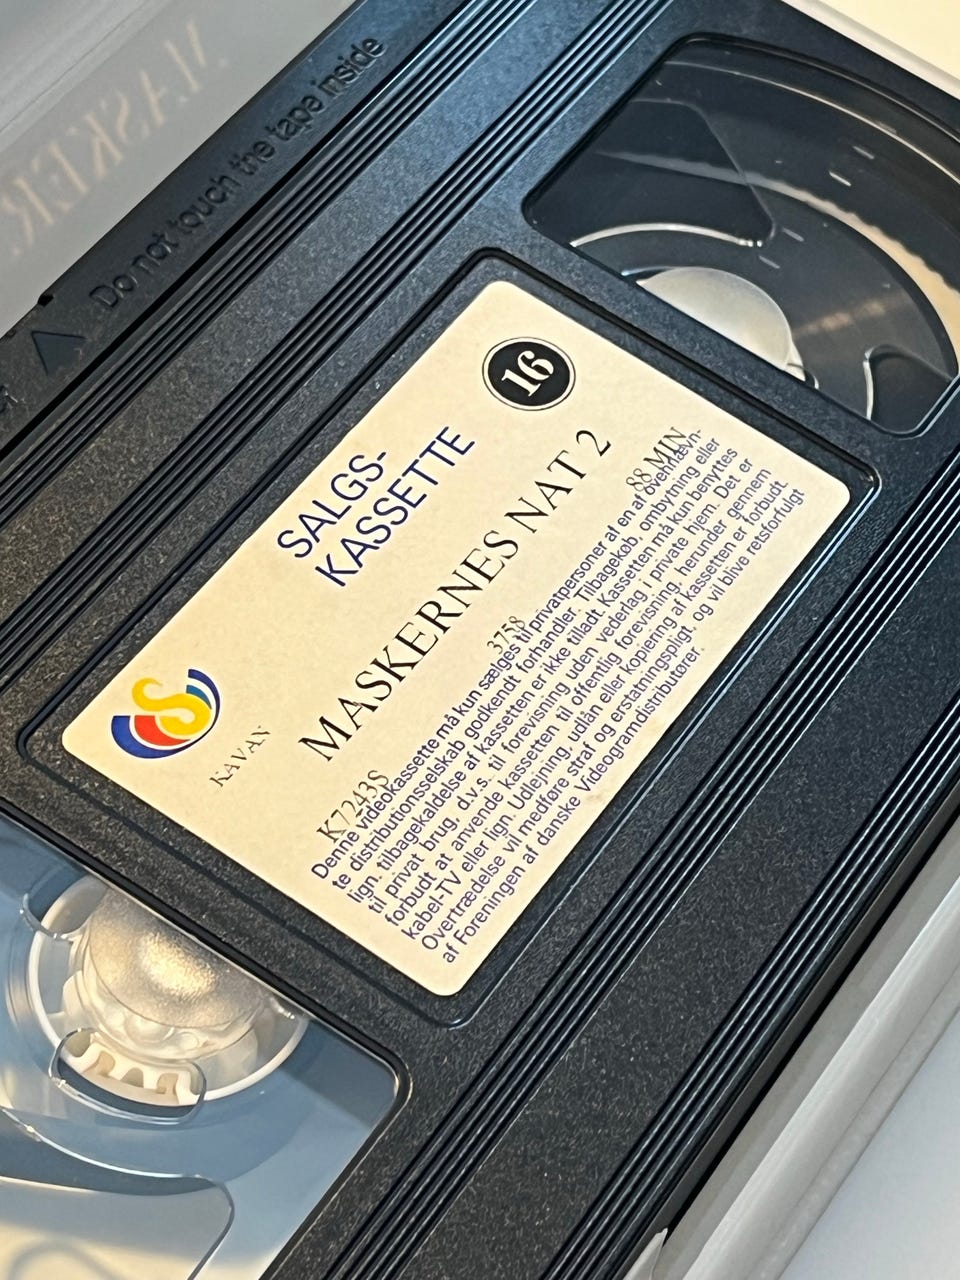 Do not touch the tape inside
16
SALGS-
KASSETTE
MASKERNES NAT 2
KAVAN
K7243S 3758 88 MIN
Denne videokassette må kun sælges til privatpersoner af en af ovennævn-
te distributionsselskab godkendt forhandler. Tilbagekøb, ombytning eller
lign. tilbagekaldelse af kassetten er ikke tilladt. Kassetten må kun benyttes
til privat brug, d.v.s. til forevisning uden vederlag i private hjem. Det er
forbudt at anvende kassetten til offentlig forevisning, herunder gennem
kabel-TV eller lign. Udlejning, udlån eller kopiering af kassetten er forbudt.
Overtrædelse vil medføre straf og erstatningspligt, og vil blive retsforfulgt
af Foreningen af danske Videogramdistributører.